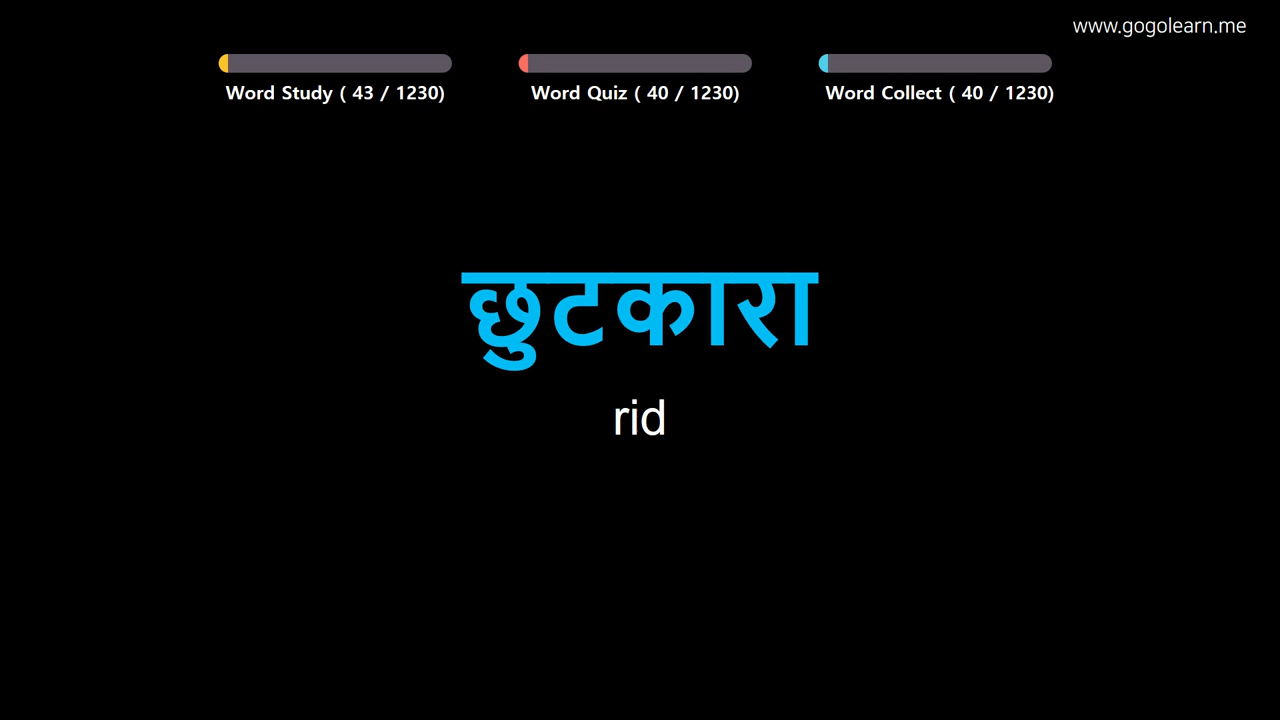 www.gogolearn.me
Word Study ( 43 / 1230)
Word Quiz ( 40 / 1230)
Word Collect ( 40 / 1230)
छुटकारा
rid